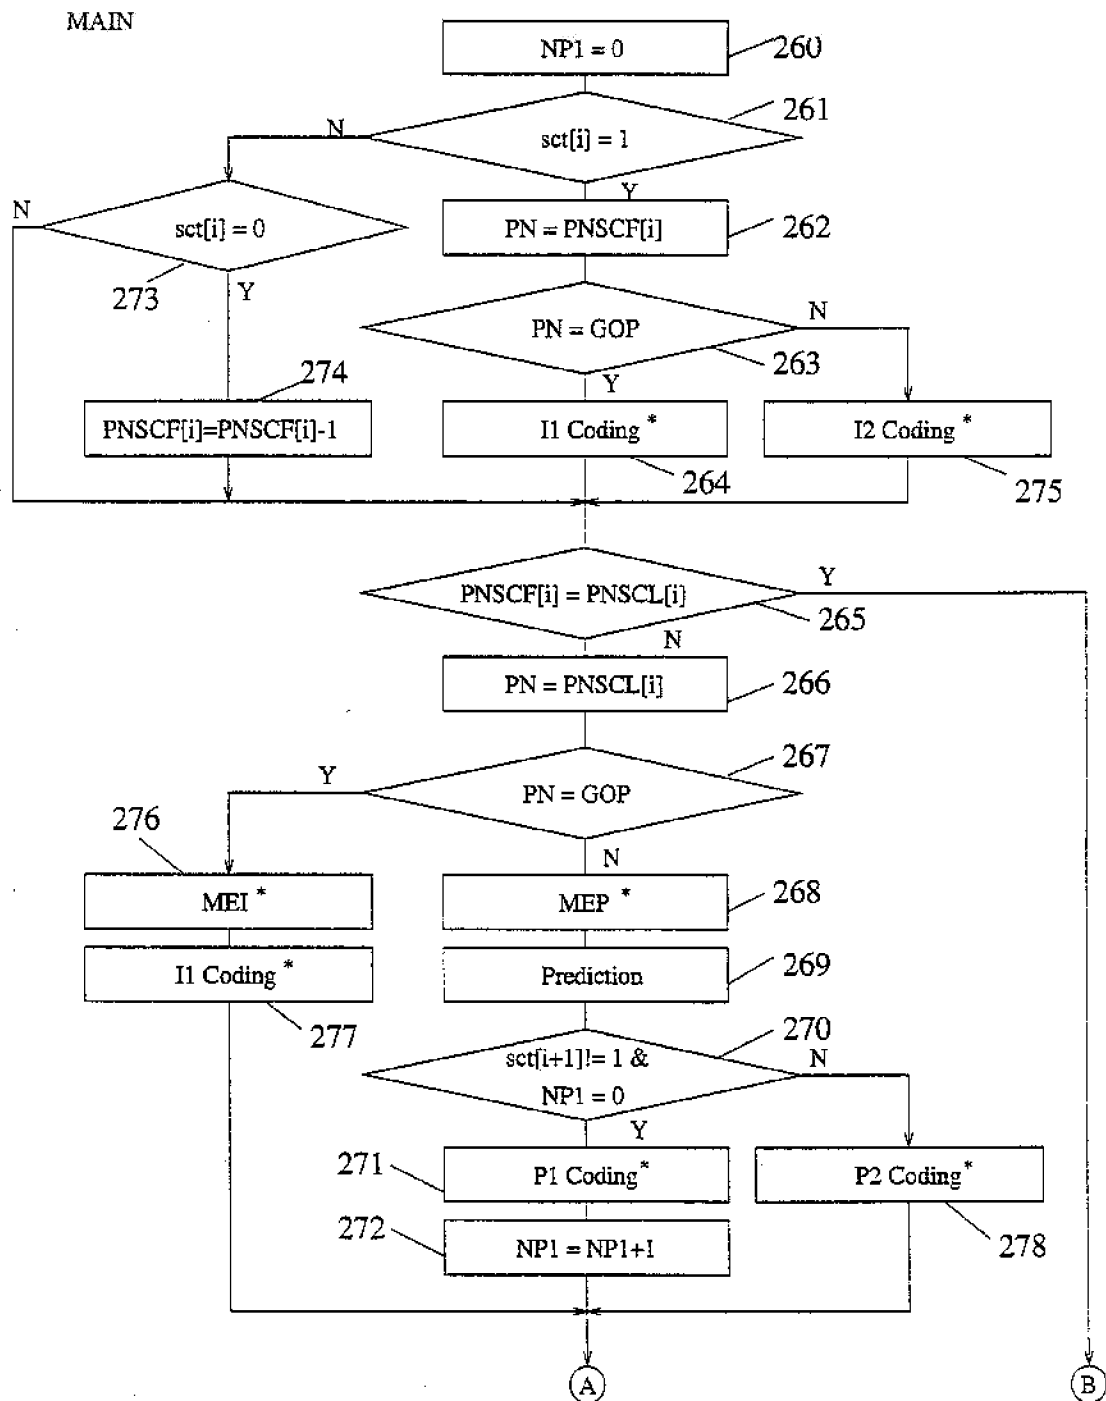 MAIN
NP1 = 0
260
261
N
sct[i] = 1
Y
N
sct[i] = 0
PN = PNSCF[i]
262
273
Y
N
PN = GOP
263
274
Y
PNSCF[i]=PNSCF[i]-1
I1 Coding *
I2 Coding *
264
275
Y
PNSCF[i] = PNSCL[i]
265
N
PN = PNSCL[i]
266
267
Y
PN = GOP
276
N
MEI *
MEP *
268
I1 Coding *
Prediction
269
277
270
sct[i+1]!= 1 &
N
NP1 = 0
Y
271
P1 Coding *
P2 Coding *
272
NP1 = NP1+I
278
A
B